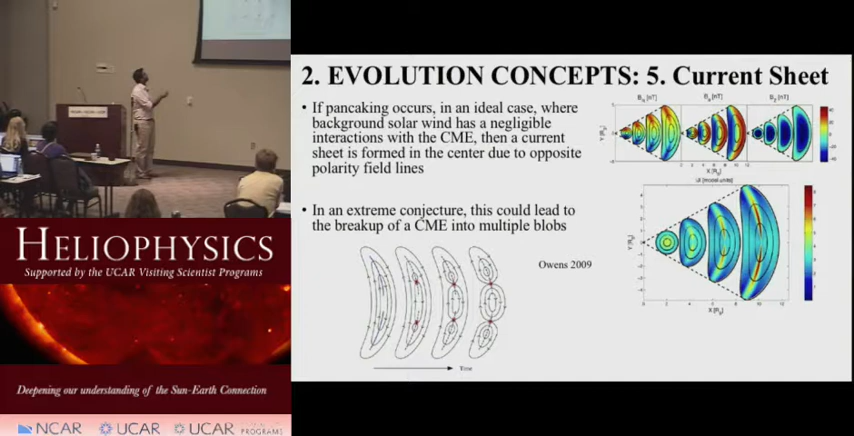 2. EVOLUTION CONCEPTS: 5. Current Sheet
• If pancaking occurs, in an ideal case, where
background solar wind has a negligible
interactions with the CME, then a current
sheet is formed in the center due to opposite
polarity field lines
• In an extreme conjecture, this could lead to
the breakup of a CME into multiple blobs
Owens 2009
Time
HELIOPHYSICS
Supported by the UCAR Visiting Scientist Programs
Deepening our understanding of the Sun-Earth Connection
NCAR UCAR UCAR PROGRAMS